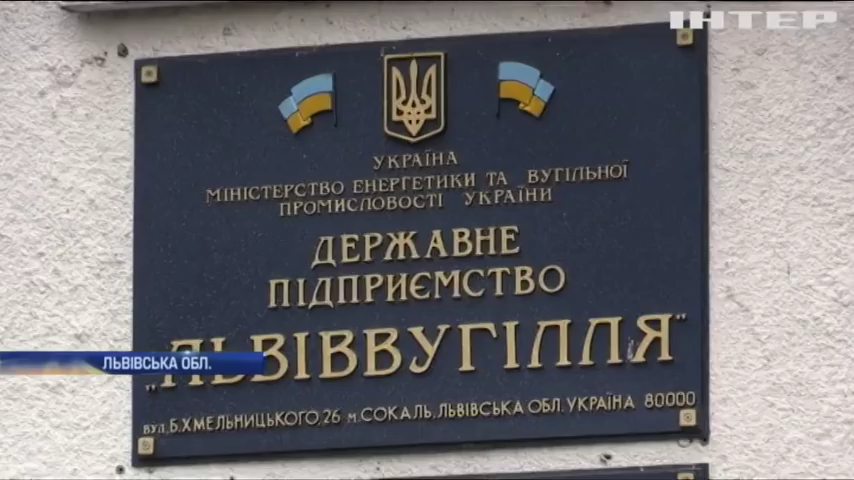 ІНТЕР
УКРАЇНА
МІНІСТЕРСТВО ЕНЕРГЕТИКИ ТА ВУГІЛЬНОЇ
ПРОМИСЛОВОСТІ УКРАЇНИ
ДЕРЖАВНЕ
ПІДПРИЄМСТВО
„ЛЬВІВВУГІЛЛЯ"
ЛЬВІВСЬКА ОБЛ.
ВУЛ. Б.ХМЕЛЬНИЦЬКОГО, 26 М.СОКАЛЬ, ЛЬВІВСЬКА ОБЛ. УКРАЇНА 80000